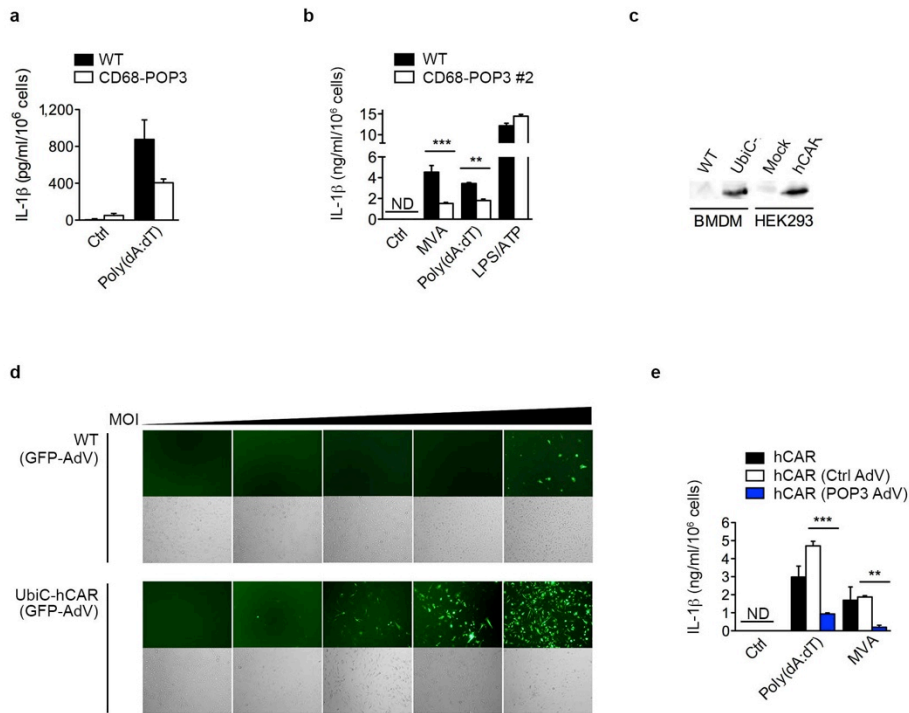 a
WT
CD68-POP3
IL-1β (pg/ml/10⁶ cells)
1,200
800
400
0
Ctrl
Poly(dA:dT)
b
WT
CD68-POP3 #2
IL-1β (ng/ml/10⁶ cells)
15
10
6
4
2
0
ND
***
**
Ctrl
MVA
Poly(dA:dT)
LPS/ATP
c
WT
UbiC-
Mock
hCAR
BMDM
HEK293
d
MOI
WT
(GFP-AdV)
UbiC-hCAR
(GFP-AdV)
e
hCAR
hCAR (Ctrl AdV)
hCAR (POP3 AdV)
IL-1β (ng/ml/10⁶ cells)
6
5
4
3
2
1
0
ND
***
**
Ctrl
Poly(dA:dT)
MVA